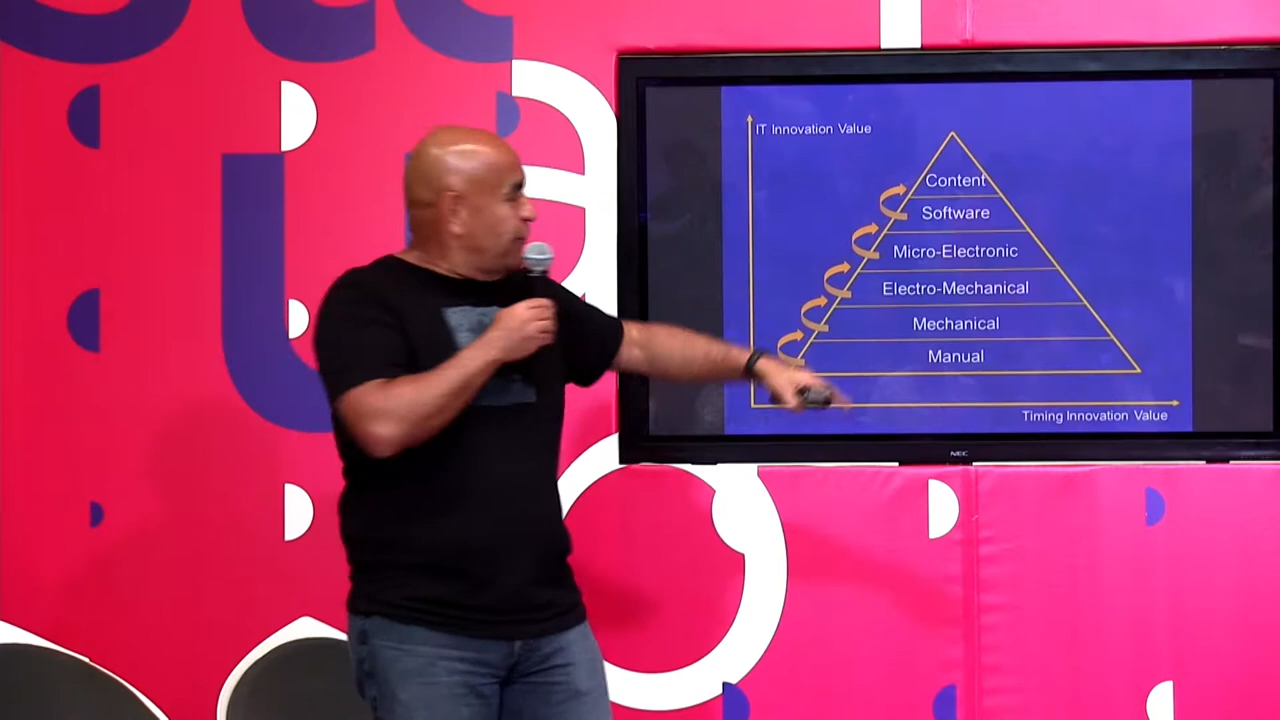 IT Innovation Value
Content
Software
Micro-Electronic
Electro-Mechanical
Mechanical
Manual
Timing Innovation Value
NEC